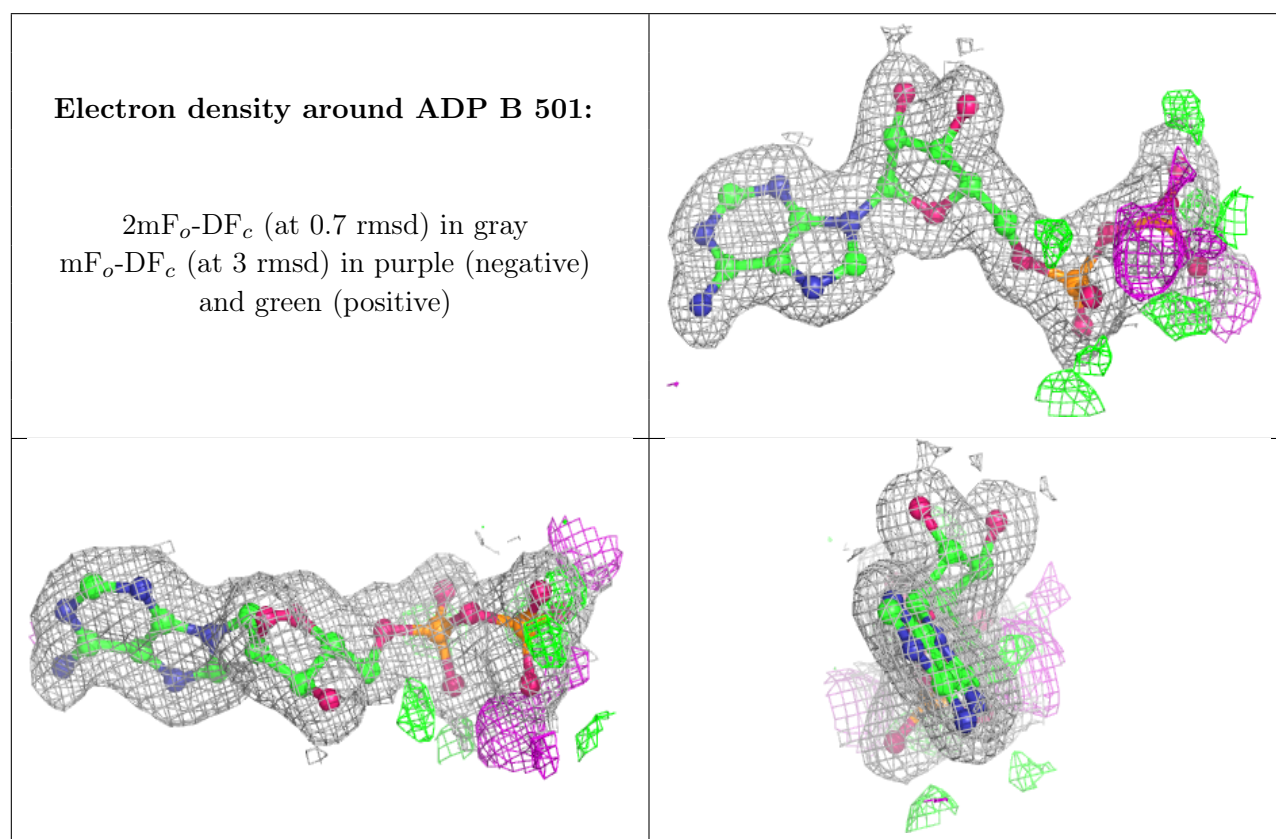 Electron density around ADP B 501:
2mFo-DFc (at 0.7 rmsd) in gray
mFo-DFc (at 3 rmsd) in purple (negative)
and green (positive)